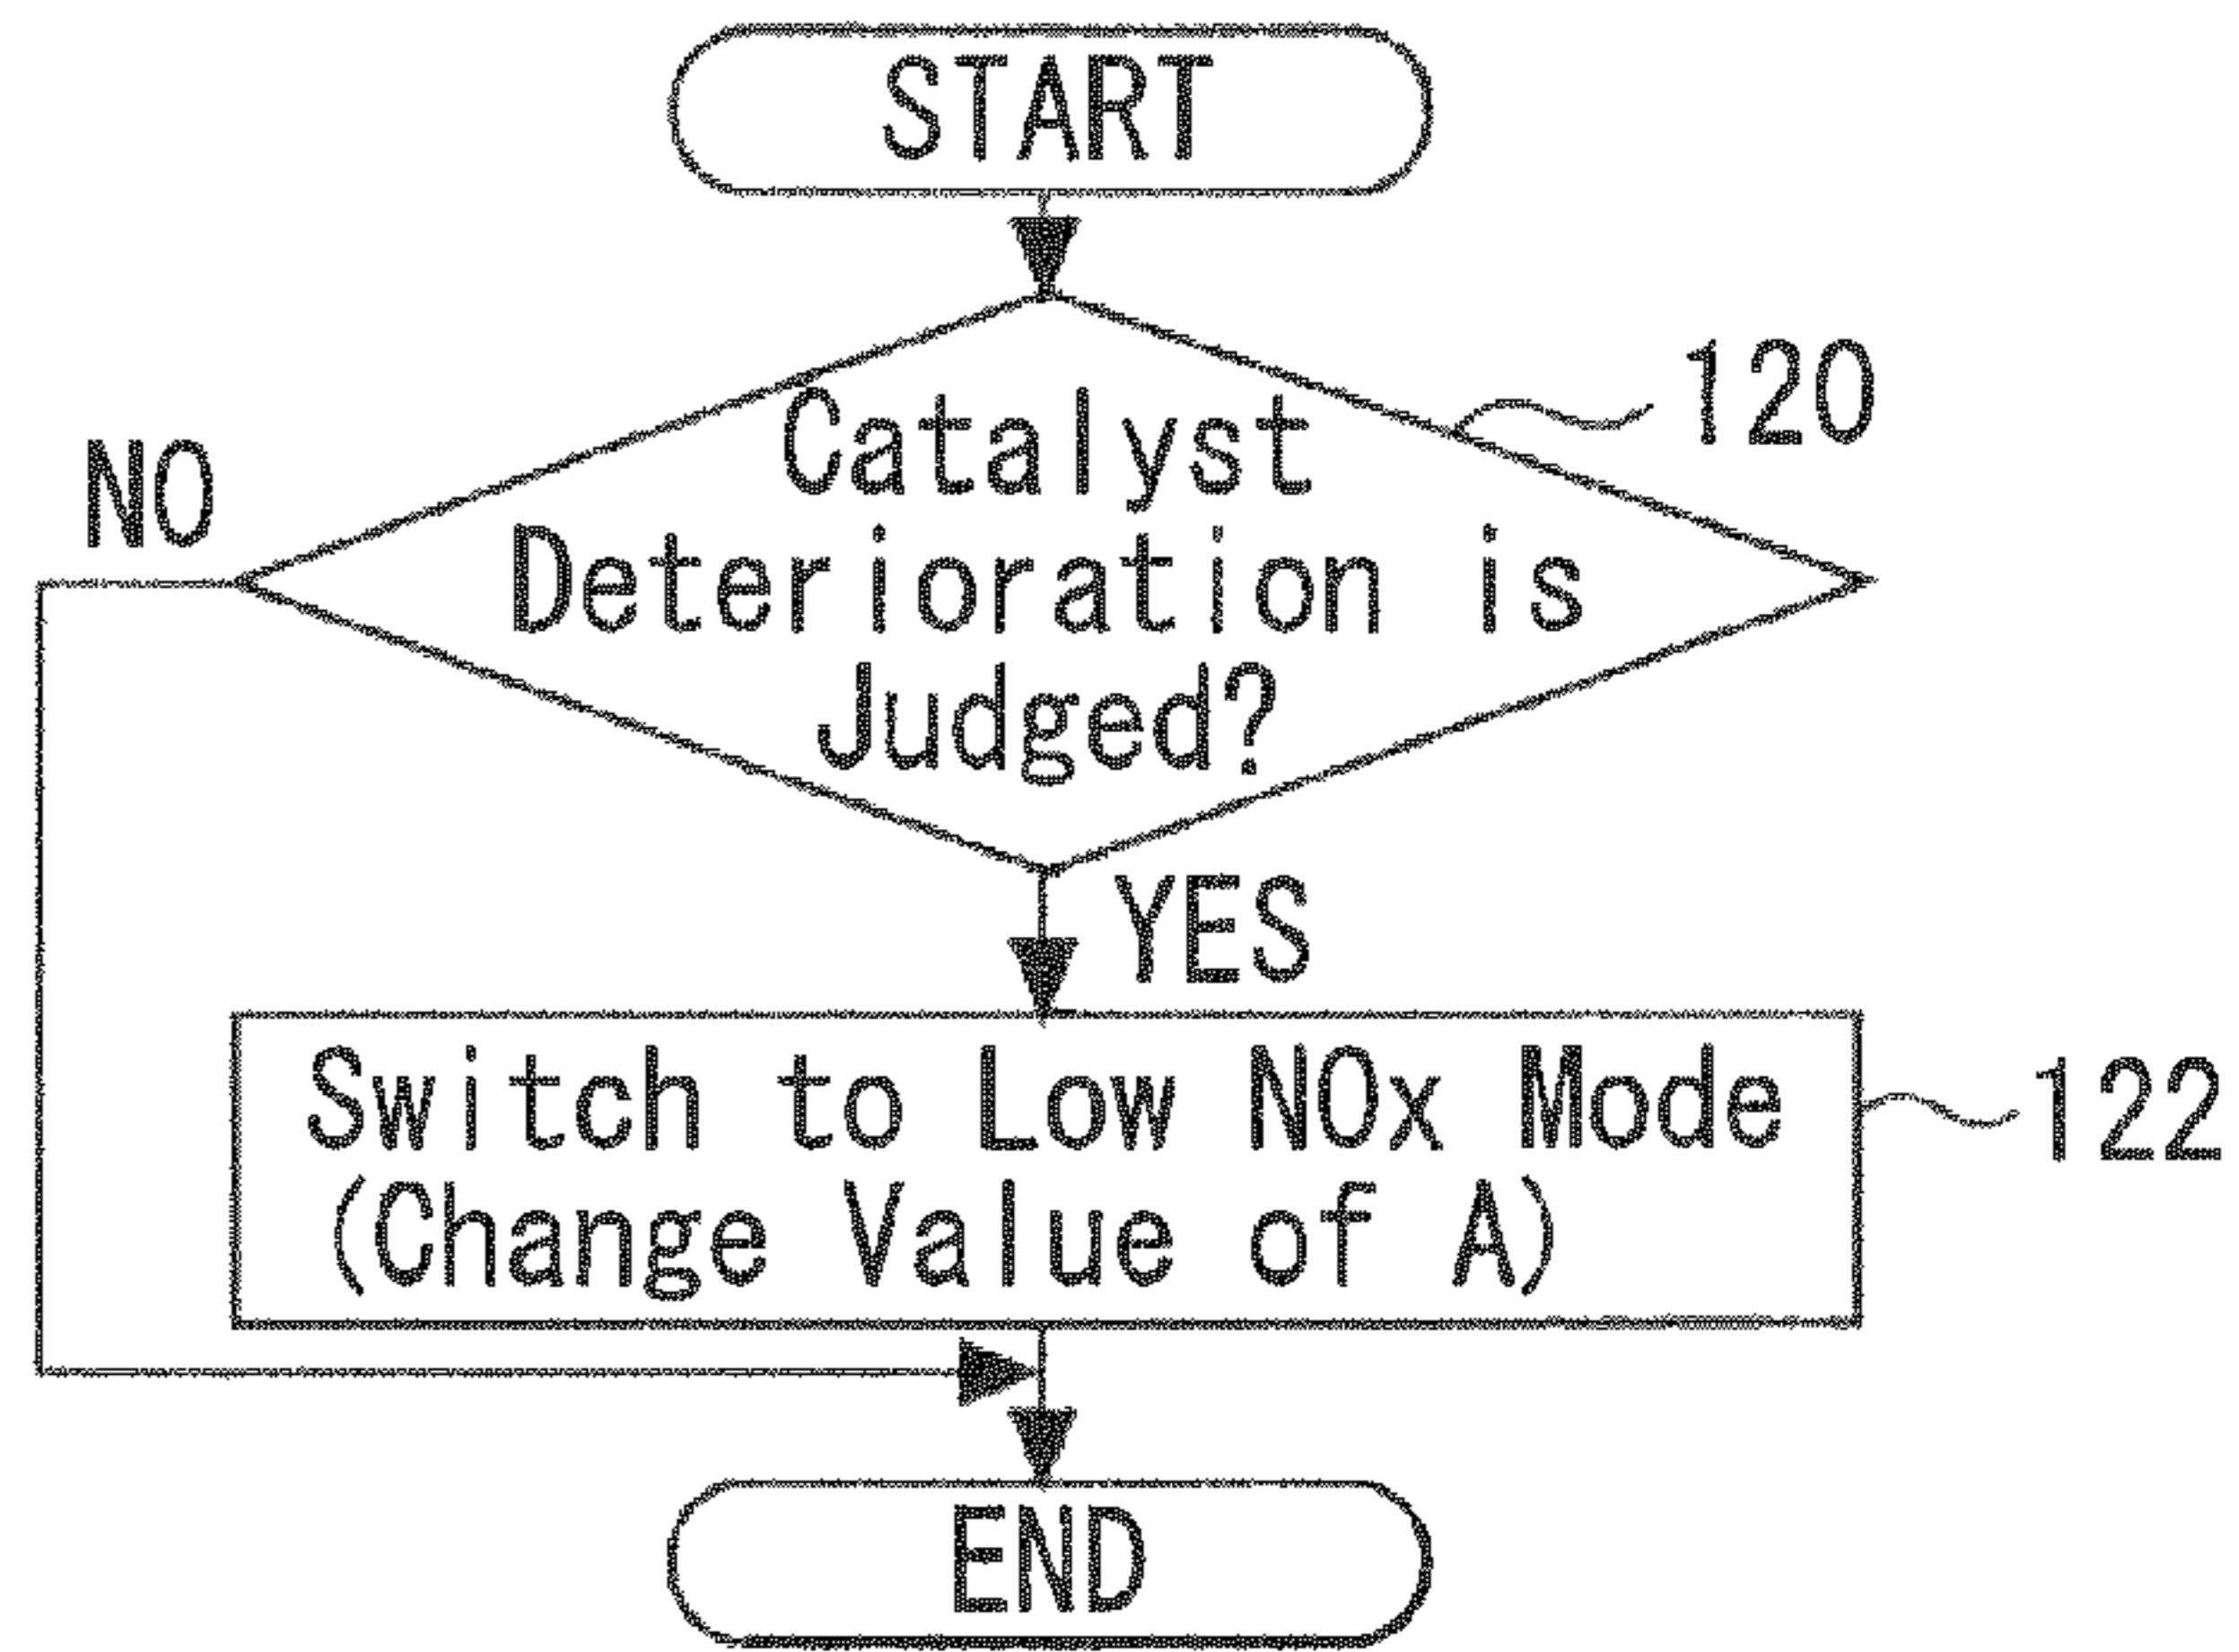 START
120
Catalyst
NO
Deterioration is
Judged?
YES
Switch to Low NOx Mode
122
(Change Value of A)
END